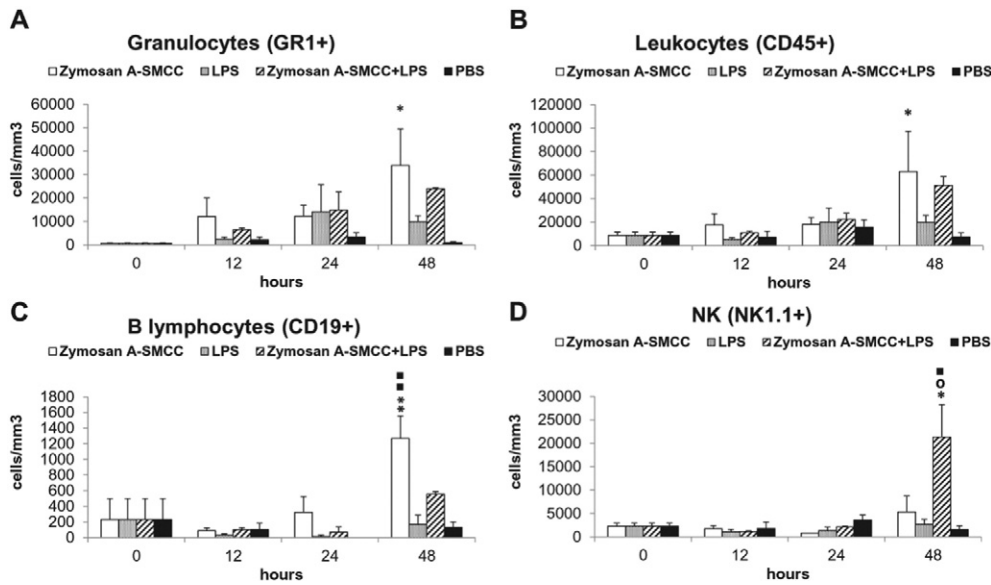 A
Granulocytes (GR1+)
Zymosan A-SMCC LPS Zymosan A-SMCC+LPS PBS
cells/mm3
60000
50000
40000
30000
20000
10000
0
*
0 12 24 48
hours
B
Leukocytes (CD45+)
Zymosan A-SMCC LPS Zymosan A-SMCC+LPS PBS
cells/mm3
120000
100000
80000
60000
40000
20000
0
*
0 12 24 48
hours
C
B lymphocytes (CD19+)
Zymosan A-SMCC LPS Zymosan A-SMCC+LPS PBS
cells/mm3
1800
1600
1400
1200
1000
800
600
400
200
0
■■**
0 12 24 48
hours
D
NK (NK1.1+)
Zymosan A-SMCC LPS Zymosan A-SMCC+LPS PBS
cells/mm3
30000
25000
20000
15000
10000
5000
0
■
o
*
0 12 24 48
hours